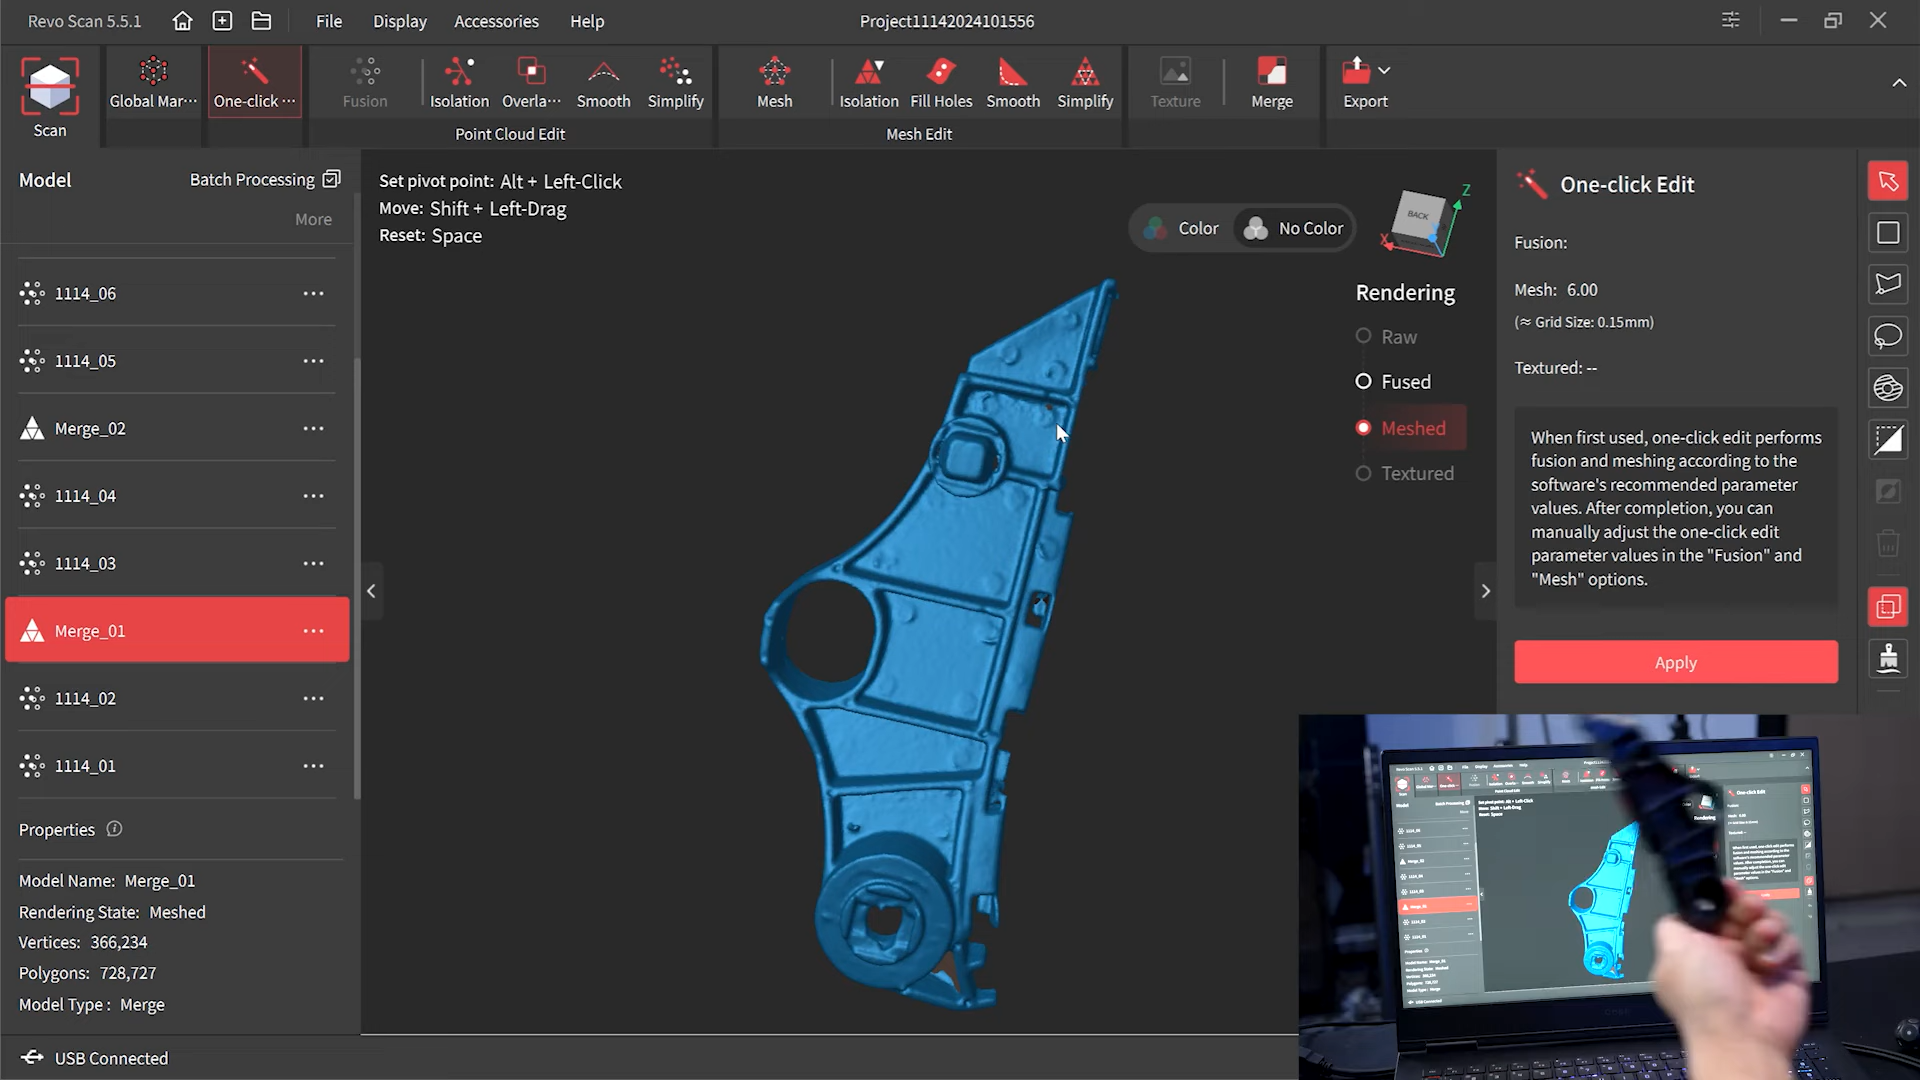 Revo Scan 5.5.1
File
Display
Accessories
Help
Project11142024101556
Scan
Global Mar···
One-click ···
Fusion
Isolation
Overla···
Smooth
Simplify
Point Cloud Edit
Mesh
Isolation
Fill Holes
Smooth
Simplify
Mesh Edit
Texture
Merge
Export
Model
Batch Processing
More
1114_06
1114_05
Merge_02
1114_04
1114_03
Merge_01
1114_02
1114_01
Properties
Model Name: Merge_01
Rendering State: Meshed
Vertices: 366,234
Polygons: 728,727
Model Type : Merge
USB Connected
Set pivot point: Alt + Left-Click
Move: Shift + Left-Drag
Reset: Space
Color
No Color
BACK
Z
X
Rendering
Raw
Fused
Meshed
Textured
One-click Edit
Fusion:
Mesh: 6.00
(≈ Grid Size: 0.15mm)
Textured: --
When first used, one-click edit performs
fusion and meshing according to the
software's recommended parameter
values. After completion, you can
manually adjust the one-click edit
parameter values in the "Fusion" and
"Mesh" options.
Apply